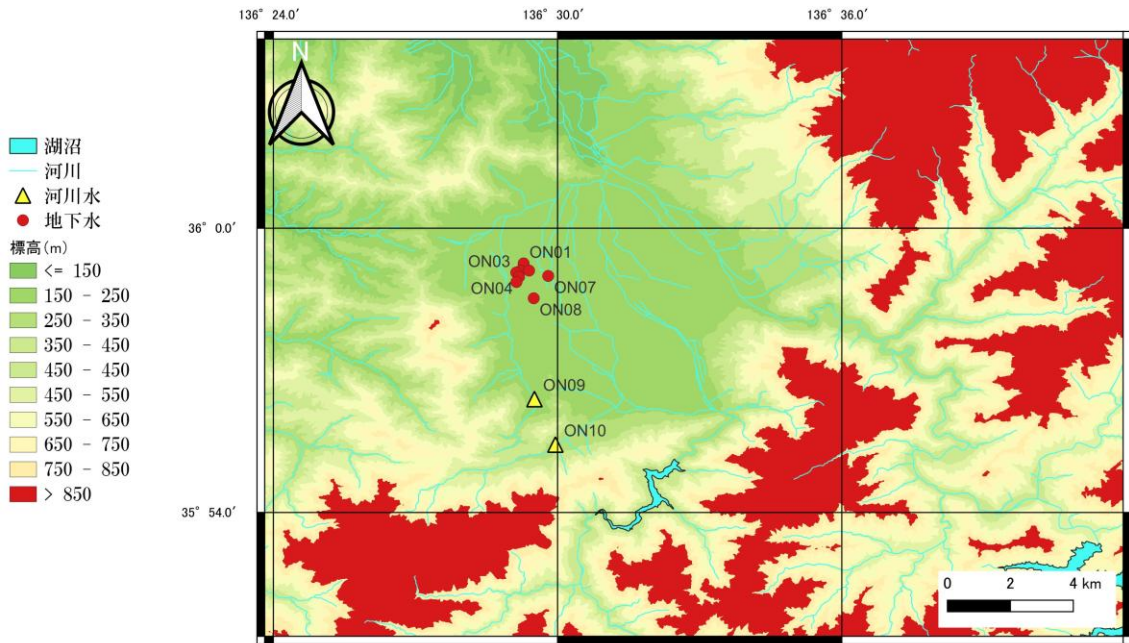 136° 24.0′
136° 30.0′
136° 36.0′
N
湖沼
河川
河川水
地下水
標高(m)
<= 150
150 - 250
250 - 350
350 - 450
450 - 450
450 - 550
550 - 650
650 - 750
750 - 850
> 850
36° 0.0′
35° 54.0′
ON03
ON01
ON04
ON07
ON08
ON09
ON10
0 2 4 km